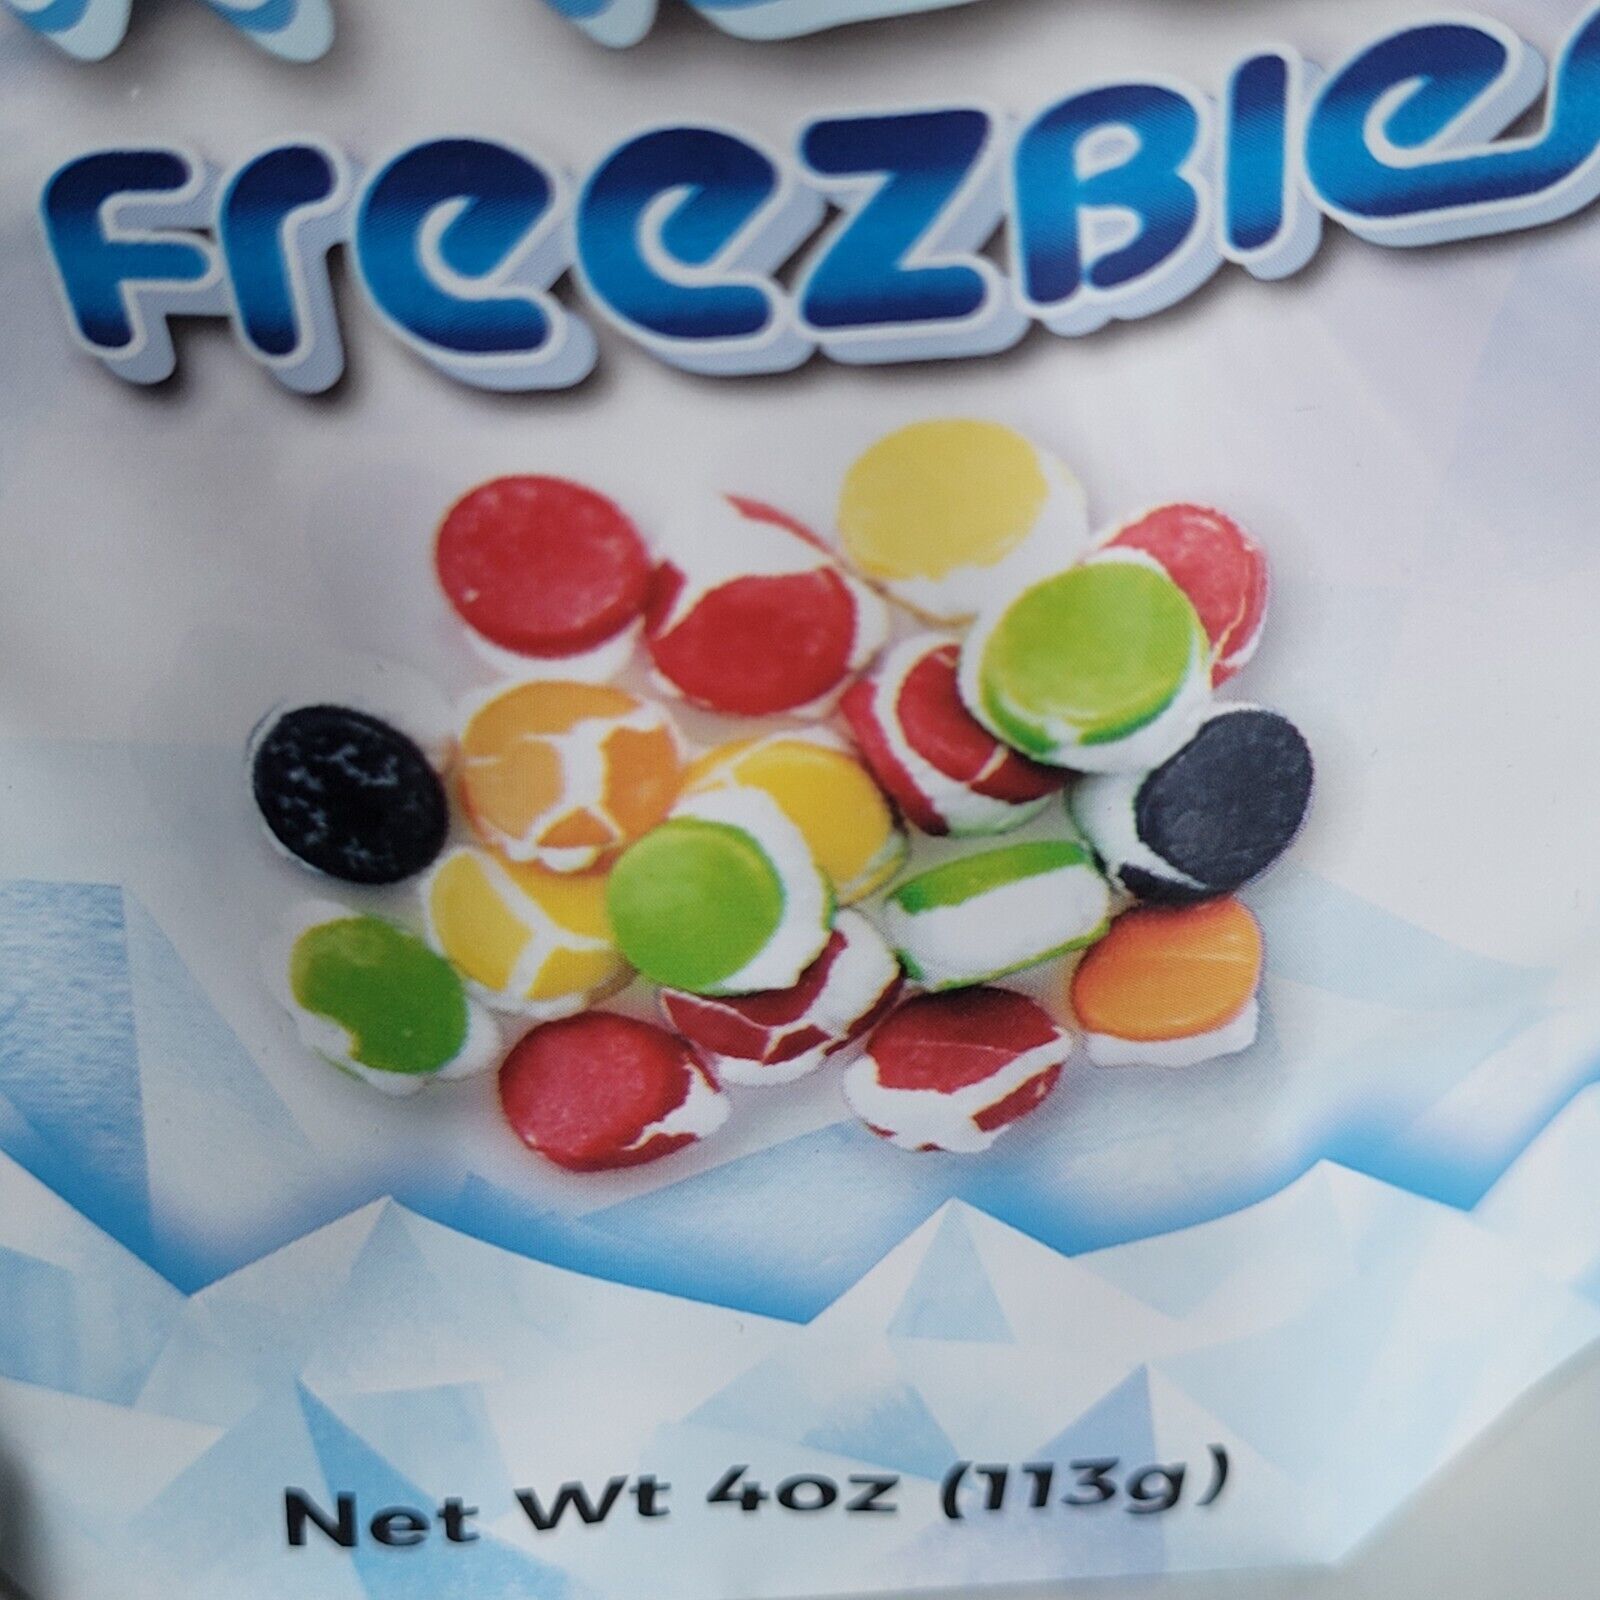 FreezBies
Net Wt 4oz (113g)